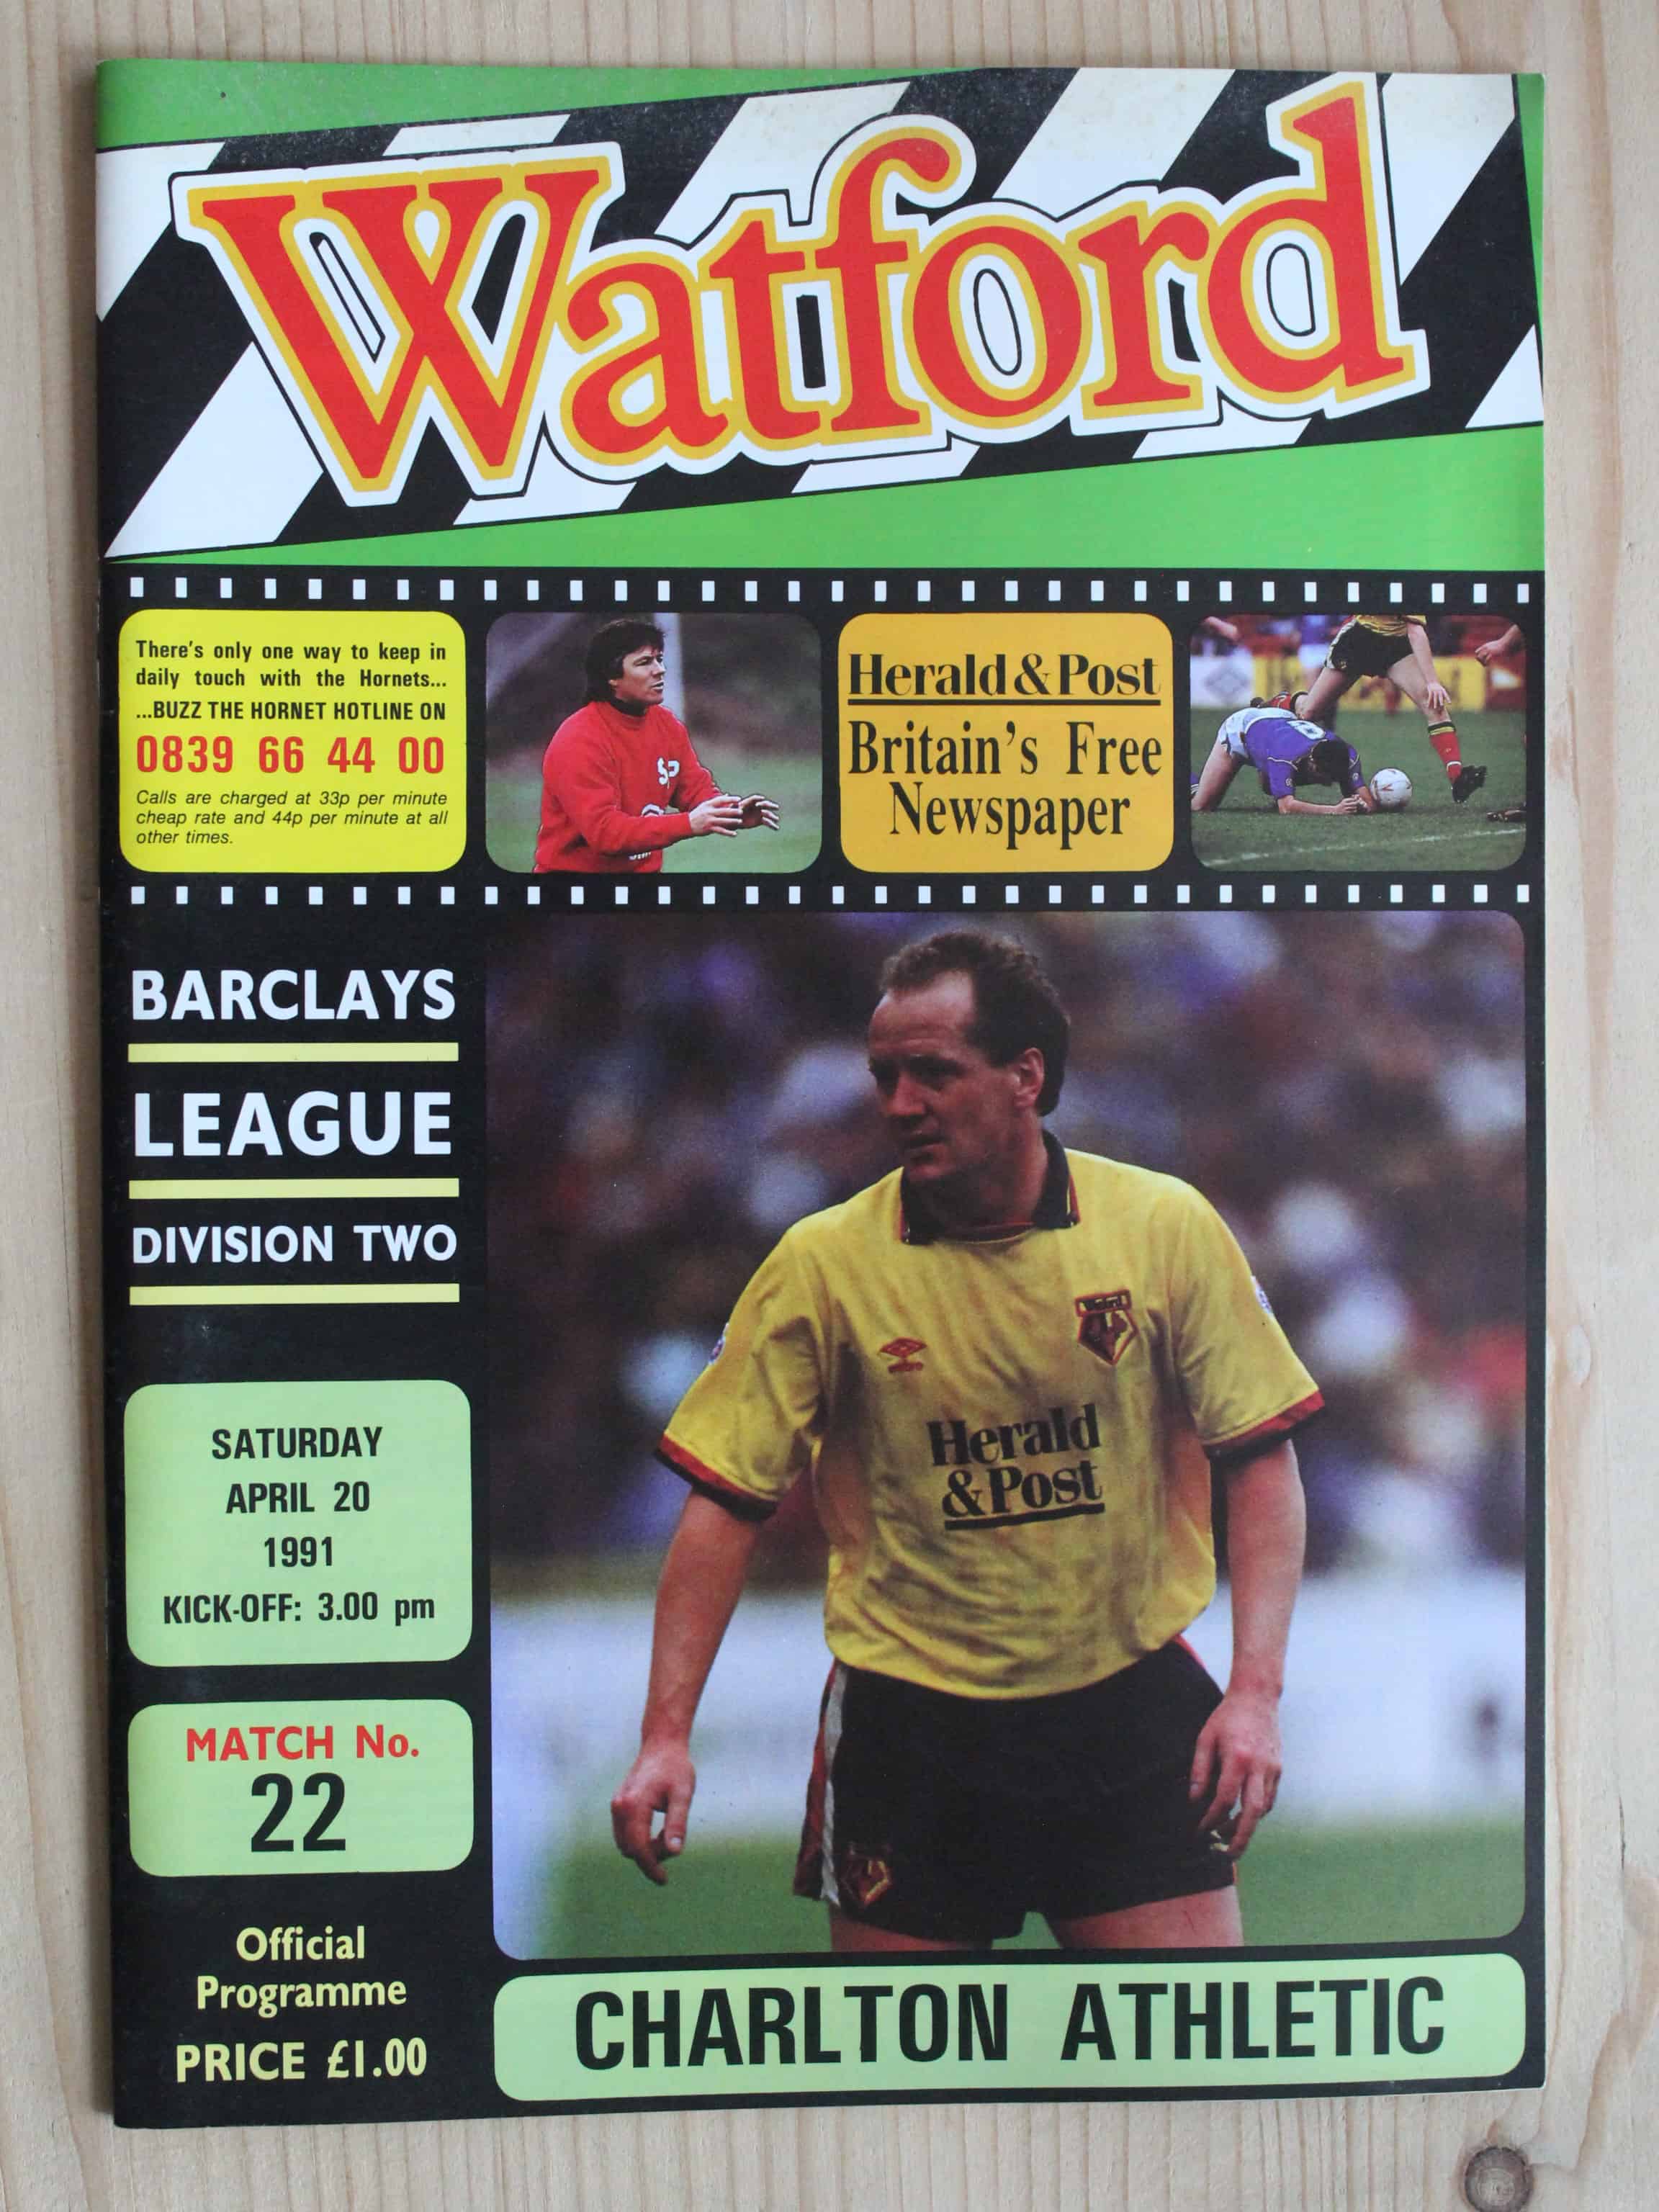 Watford
There's only one way to keep in
daily touch with the Hornets...
...BUZZ THE HORNET HOTLINE ON
0839 66 44 00
Calls are charged at 33p per minute
cheap rate and 44p per minute at all
other times.
SP
Herald & Post
Britain's Free
Newspaper
BARCLAYS
LEAGUE
DIVISION TWO
SATURDAY
APRIL 20
1991
KICK-OFF: 3.00 pm
MATCH No.
22
Official
Programme
PRICE £1.00
Watford
umbro
Herald
& Post
CHARLTON ATHLETIC